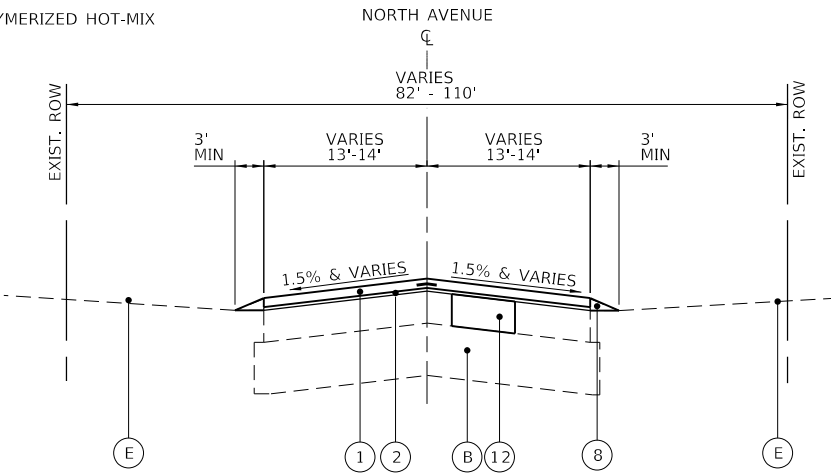 NORTH AVENUE
HOT-MIX
℄
VARIES
82' - 110'
EXIST. ROW
EXIST. ROW
3'
MIN
VARIES
13'-14'
VARIES
13'-14'
3'
MIN
1.5% & VARIES
1.5% & VARIES
E
1
2
B
12
8
E